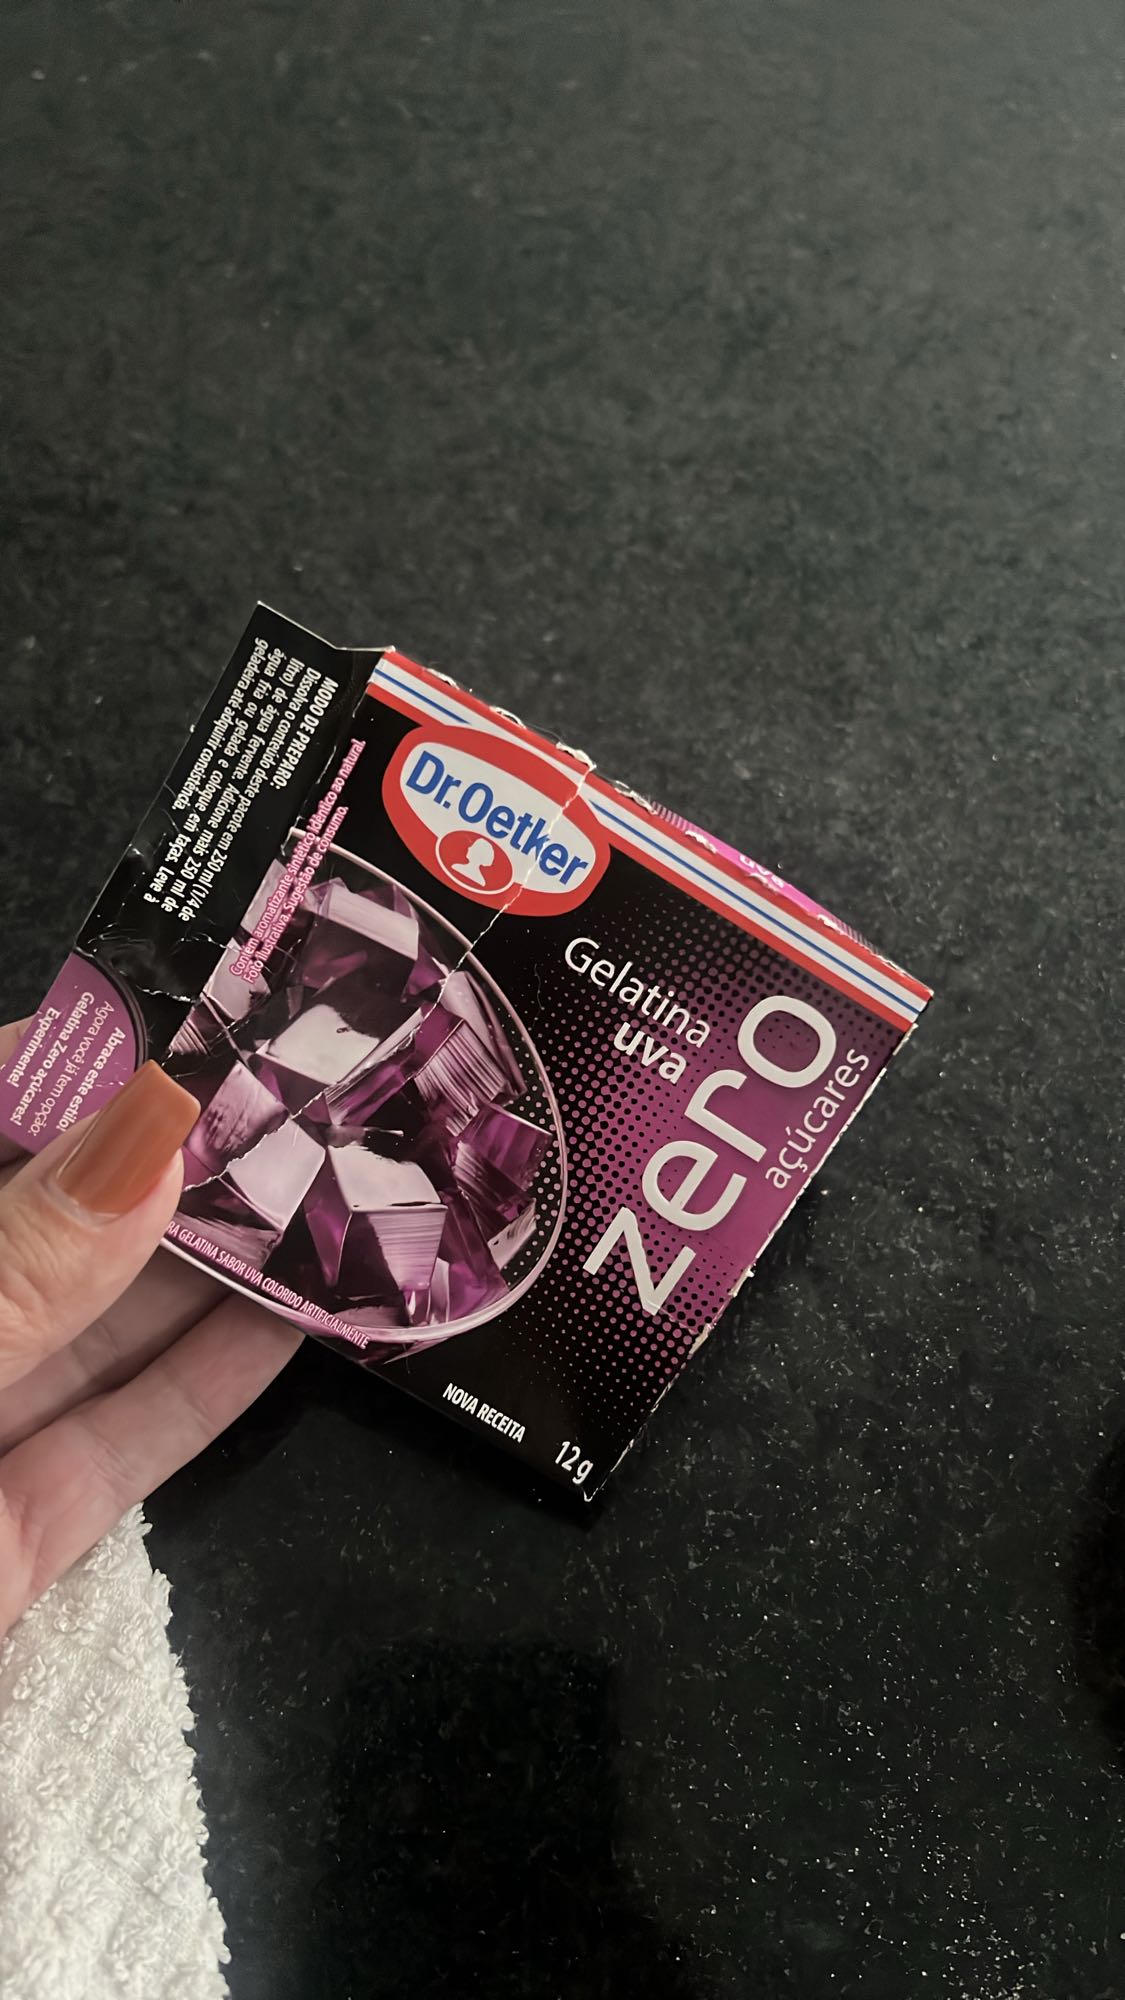 Dr.Oetker
Gelatina
uva
zero
açúcares
NOVA RECEITA
12g
Contém aromatizante sintético idêntico ao natural.
Foto ilustrativa. Sugestão de consumo.
RA GELATINA SABOR UVA COLORIDO ARTIFICIALMENTE
MODO DE PREPARO:
Dissolva o conteúdo deste pacote em 250 ml (1/4 de
litro) de água fervente. Adicione mais 250 ml de
água fria ou gelada e coloque em taças. Leve à
geladeira até adquirir consistência.
Abrace este estilo!
Agora você já tem opção:
Gelatina Zero açúcares!
Experimente!